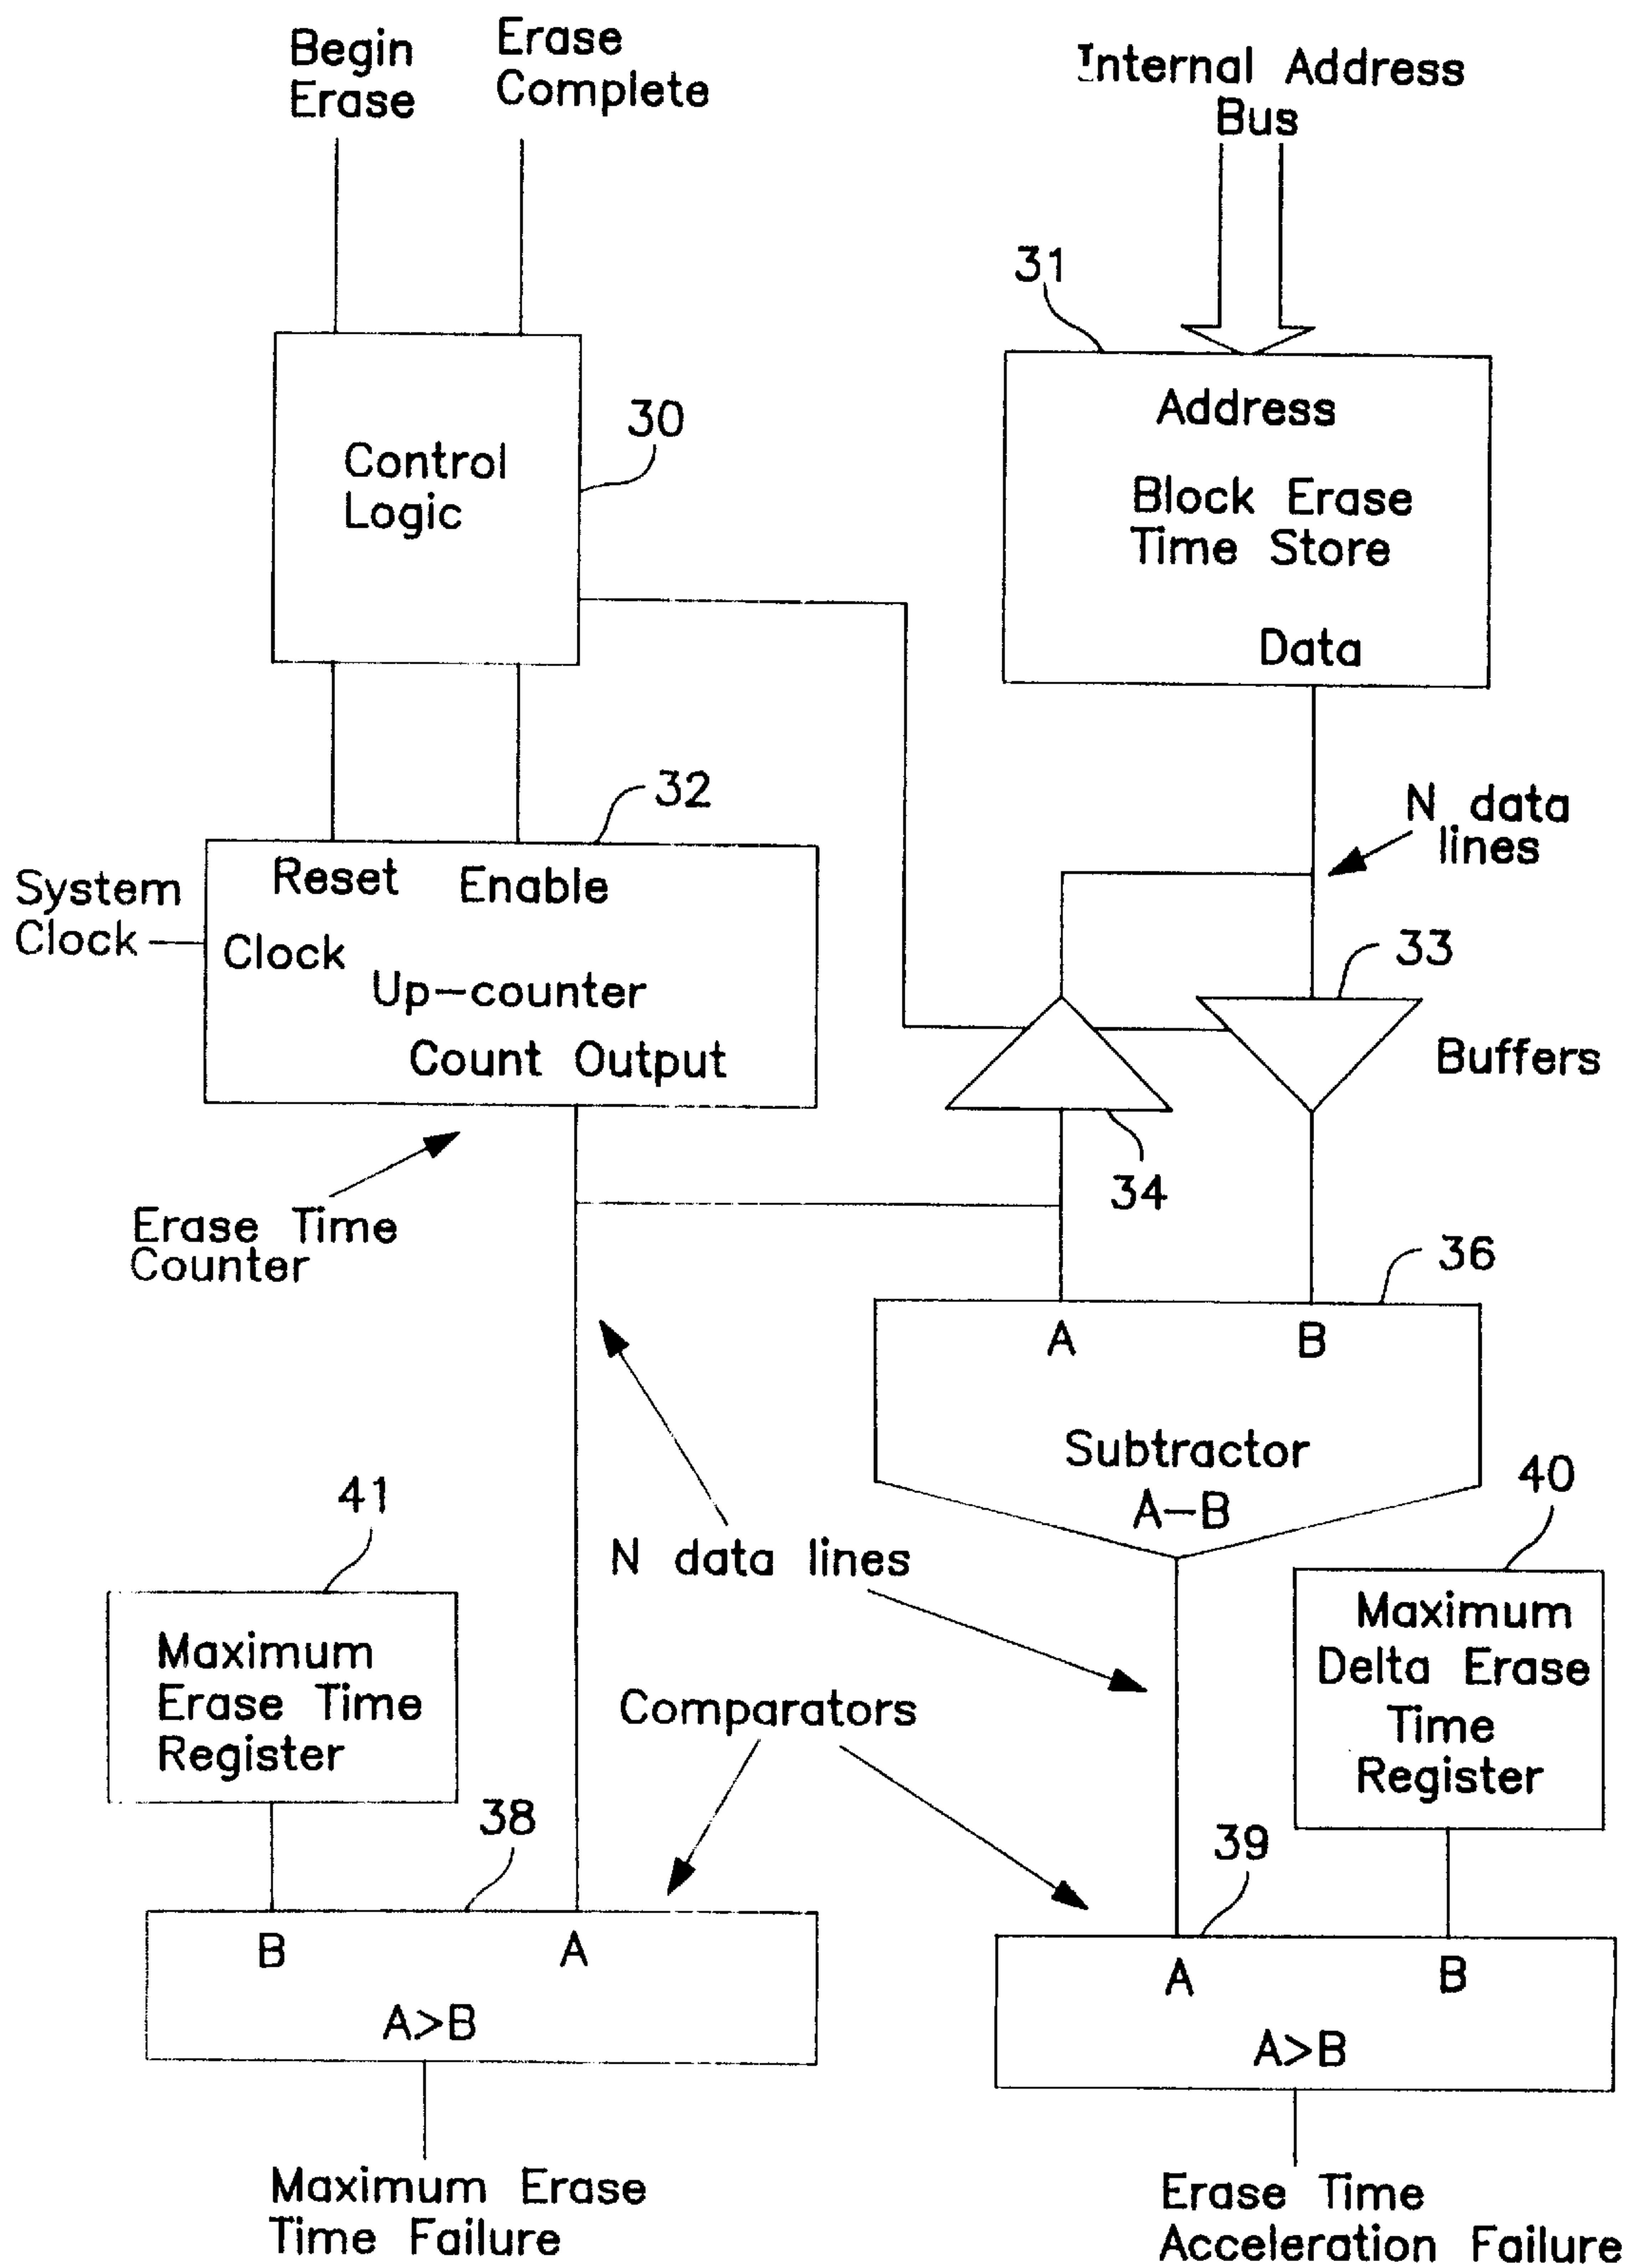 Begin
Erase
Erase
Complete
Internal Address
Bus
31
30
Address
Control
Logic
Block Erase
Time Store
Data
32
N data
lines
System
Clock
Reset
Enable
Clock
Up-counter
Count Output
33
Buffers
34
Erase Time
Counter
36
A
B
Subtractor
A-B
41
40
N data lines
Maximum
Erase Time
Register
Maximum
Delta Erase
Time
Register
Comparators
38
39
B
A
A>B
A
B
A>B
Maximum Erase
Time Failure
Erase Time
Acceleration Failure